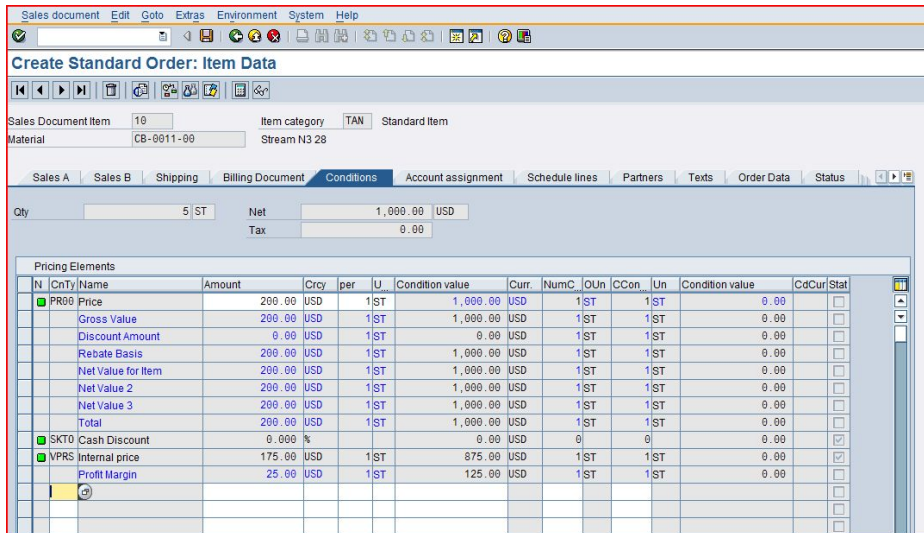 Sales document Edit Goto Extras Environment System Help
Create Standard Order: Item Data
Sales Document Item 10 Item category TAN Standard Item
Material CB-0011-00 Stream N3 28
Sales A Sales B Shipping Billing Document Conditions Account assignment Schedule lines Partners Texts Order Data Status
Qty 5 ST Net 1,000.00 USD
Tax 0.00
Pricing Elements
N CnTy Name Amount Crcy per U... Condition value Curr. NumC... OUn CCon... Un Condition value CdCur Stat
PR00 Price 200.00 USD 1 ST 1,000.00 USD 1 ST 1 ST 0.00
Gross Value 200.00 USD 1 ST 1,000.00 USD 1 ST 1 ST 0.00
Discount Amount 0.00 USD 1 ST 0.00 USD 1 ST 1 ST 0.00
Rebate Basis 200.00 USD 1 ST 1,000.00 USD 1 ST 1 ST 0.00
Net Value for Item 200.00 USD 1 ST 1,000.00 USD 1 ST 1 ST 0.00
Net Value 2 200.00 USD 1 ST 1,000.00 USD 1 ST 1 ST 0.00
Net Value 3 200.00 USD 1 ST 1,000.00 USD 1 ST 1 ST 0.00
Total 200.00 USD 1 ST 1,000.00 USD 1 ST 1 ST 0.00
SKT0 Cash Discount 0.000 % 0.00 USD 0 0 0.00
VPRS Internal price 175.00 USD 1 ST 875.00 USD 1 ST 1 ST 0.00
Profit Margin 25.00 USD 1 ST 125.00 USD 1 ST 1 ST 0.00